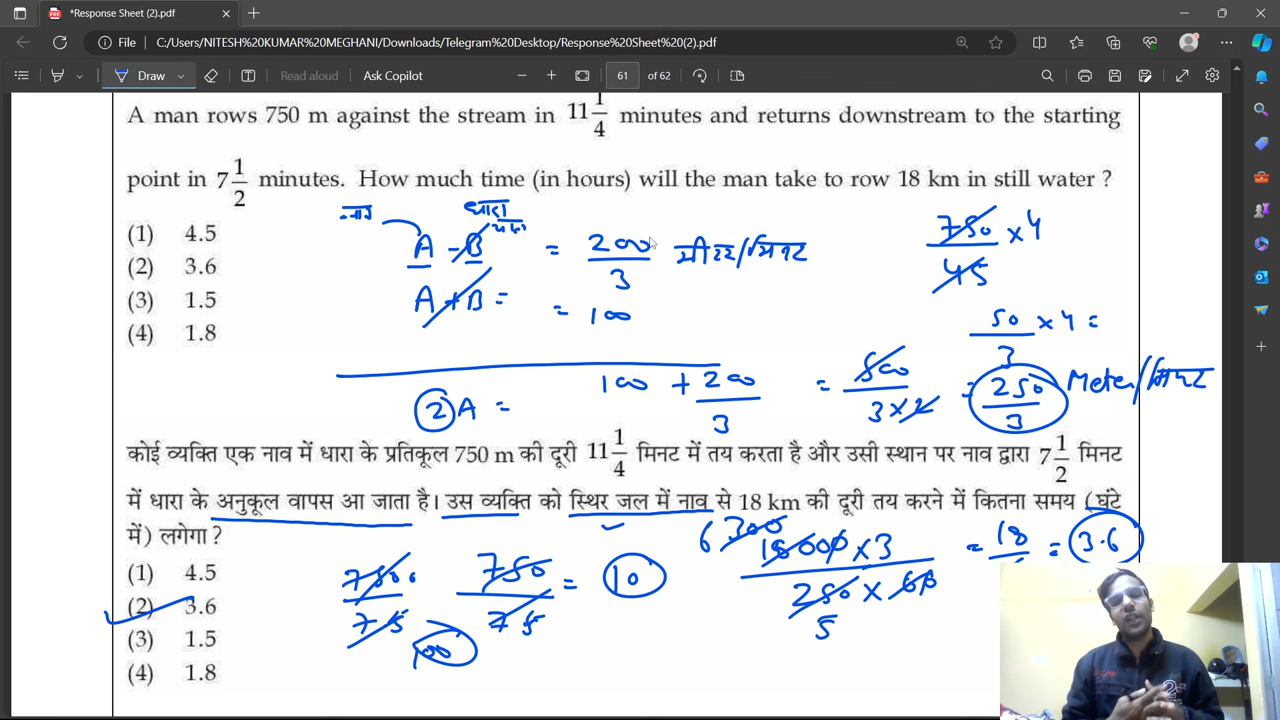 *Response Sheet (2).pdf
File C:/Users/NITESH%20KUMAR%20MEGHANI/Downloads/Telegram%20Desktop/Response%20Sheet%20(2).pdf
Draw Read aloud Ask Copilot 61 of 62
A man rows 750 m against the stream in 11 1/4 minutes and returns downstream to the starting
point in 7 1/2 minutes. How much time (in hours) will the man take to row 18 km in still water ?
नाव धारा
(1) 4.5
A - B = 200/3 मीटर/मिनट
750/45 × 4
(2) 3.6
(3) 1.5
A + B = = 100
50/3 × 4 =
(4) 1.8
2A = 100 + 200/3 = 500/3×2 = 250/3 Meter/मिनट
कोई व्यक्ति एक नाव में धारा के प्रतिकूल 750 m की दूरी 11 1/4 मिनट में तय करता है और उसी स्थान पर नाव द्वारा 7 1/2 मिनट
में धारा के अनुकूल वापस आ जाता है। उस व्यक्ति को स्थिर जल में नाव से 18 km की दूरी तय करने में कितना समय (घंटे
में) लगेगा ?
6 300
18000×3/250×60 = 18 = 3.6
5
(1) 4.5
750/75 = 10
(2) 3.6
(3) 1.5
100
(4) 1.8